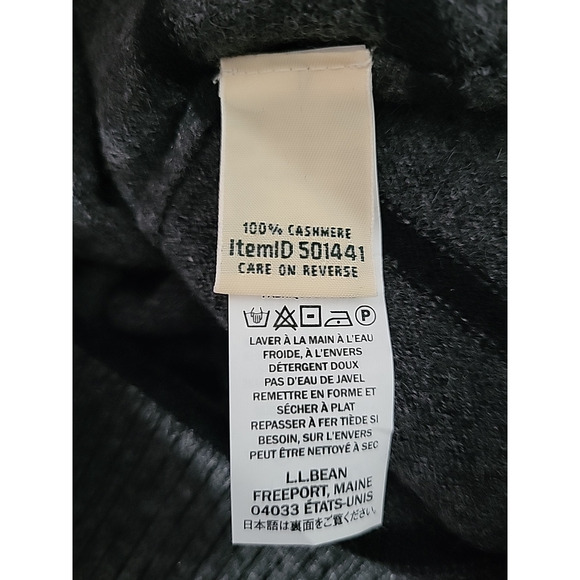 100% CASHMERE
ItemID 501441
CARE ON REVERSE
P
LAVER À LA MAIN À L'EAU
FROIDE, À L'ENVERS
DÉTERGENT DOUX
PAS D'EAU DE JAVEL
REMETTRE EN FORME ET
SÉCHER À PLAT
REPASSER À FER TIÈDE SI
BESOIN, SUR L'ENVERS
PEUT ÊTRE NETTOYÉ À SEC
L.L.BEAN
FREEPORT, MAINE
04033 ÉTATS-UNIS
日本語は裏面をご覧ください。